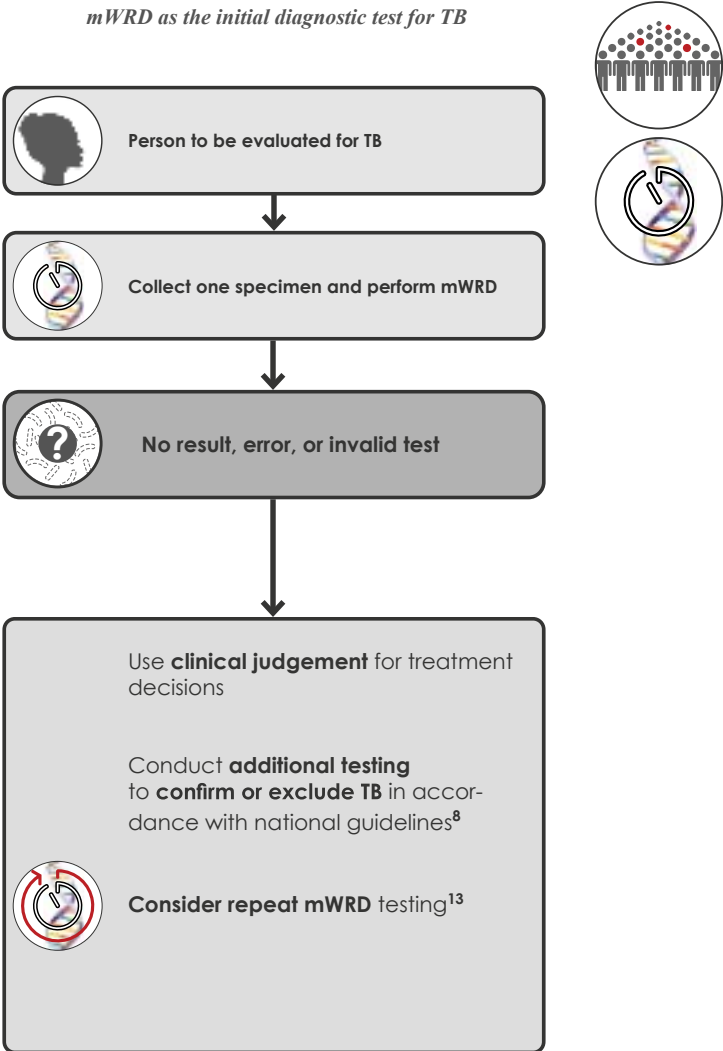 mWRD as the initial diagnostic test for TB
Person to be evaluated for TB
Collect one specimen and perform mWRD
?
No result, error, or invalid test
Use clinical judgement for treatment
decisions
Conduct additional testing
to confirm or exclude TB in accor-
dance with national guidelines⁸
Consider repeat mWRD testing¹³